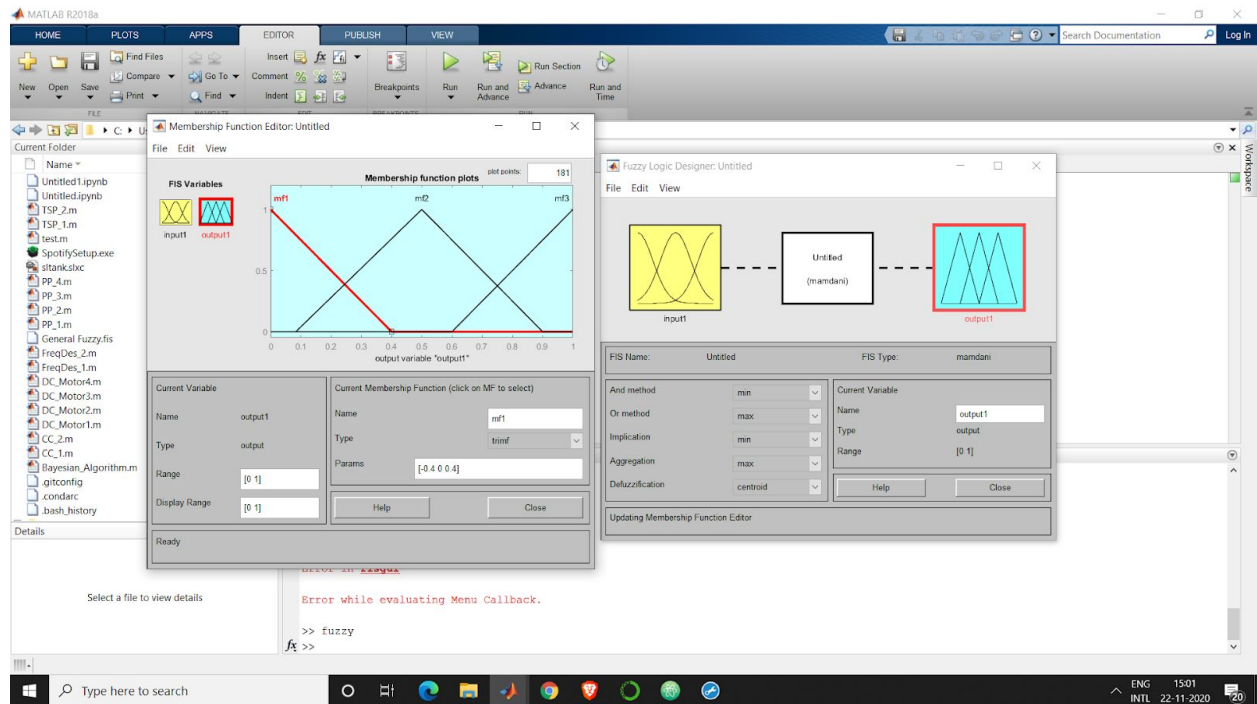 MATLAB R2018a
HOME PLOTS APPS EDITOR PUBLISH VIEW
Search Documentation
Log In
New Open Save
Find Files
Compare
Print
Go To
Find
Insert
Comment
Indent
Breakpoints
Run
Run and Advance
Run Section
Advance
Run and Time
FILE
C:
Current Folder
Name
Untitled1.ipynb
Untitled.ipynb
TSP_2.m
TSP_1.m
test.m
SpotifySetup.exe
sltank.slxc
PP_4.m
PP_3.m
PP_2.m
PP_1.m
General Fuzzy.fis
FreqDes_2.m
FreqDes_1.m
DC_Motor4.m
DC_Motor3.m
DC_Motor2.m
DC_Motor1.m
CC_2.m
CC_1.m
Bayesian_Algorithm.m
.gitconfig
.condarc
.bash_history
Details
Select a file to view details
Membership Function Editor: Untitled
File Edit View
FIS Variables
input1 output1
Membership function plots
plot points:
181
mf1 mf2 mf3
1
0.5
0
0 0.1 0.2 0.3 0.4 0.5 0.6 0.7 0.8 0.9 1
output variable "output1"
Current Variable
Name output1
Type output
Range [0 1]
Display Range [0 1]
Current Membership Function (click on MF to select)
Name mf1
Type trimf
Params [-0.4 0 0.4]
Help Close
Ready
Fuzzy Logic Designer: Untitled
File Edit View
input1
Untitled
(mamdani)
output1
FIS Name: Untitled FIS Type: mamdani
And method min
Or method max
Implication min
Aggregation max
Defuzzification centroid
Current Variable
Name output1
Type output
Range [0 1]
Help Close
Updating Membership Function Editor
Workspace
Error in fisgui
Error while evaluating Menu Callback.
>> fuzzy
fx >>
Type here to search
ENG
INTL
15:01
22-11-2020
20